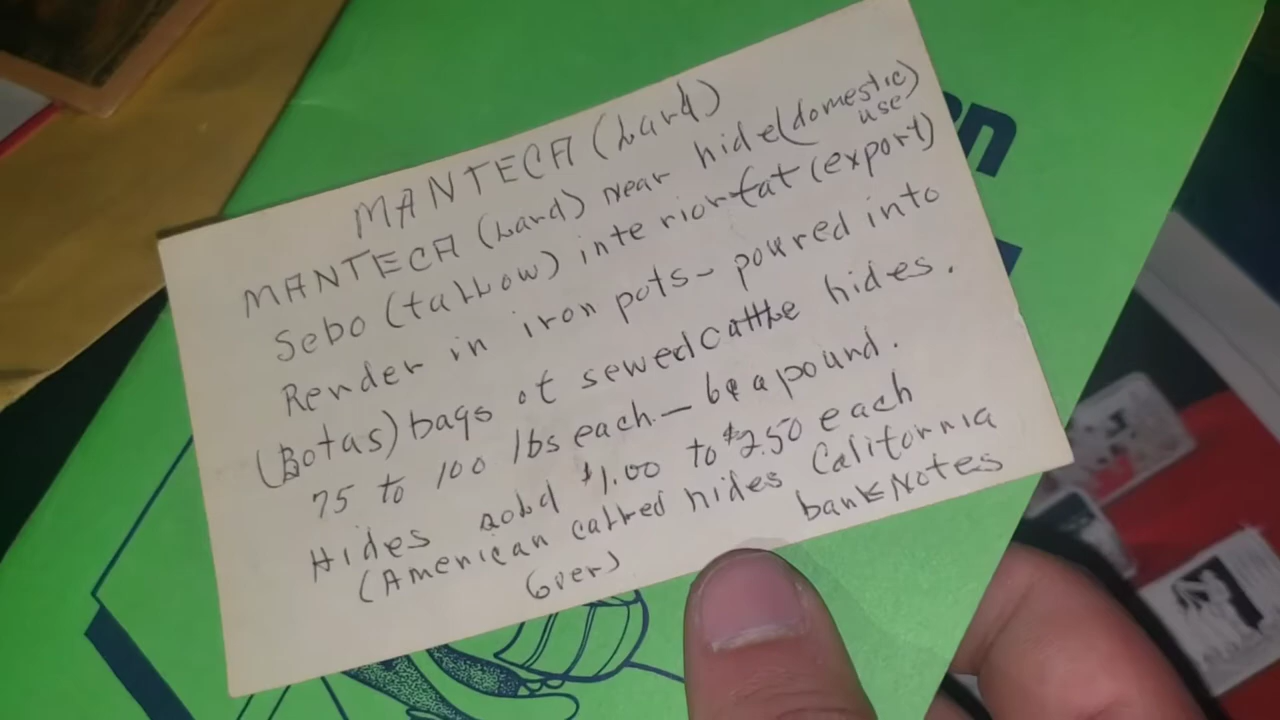 MANTECA (Lard)
MANTECA (Lard) near hide (domestic use)
Sebo (tallow) interior fat (export)
Render in iron pots - poured into
(Botas) bags of sewed cattle hides.
75 to 100 lbs each. — 6¢ a pound.
Hides sold $1.00 to $2.50 each
(American called hides California bank Notes
(over)